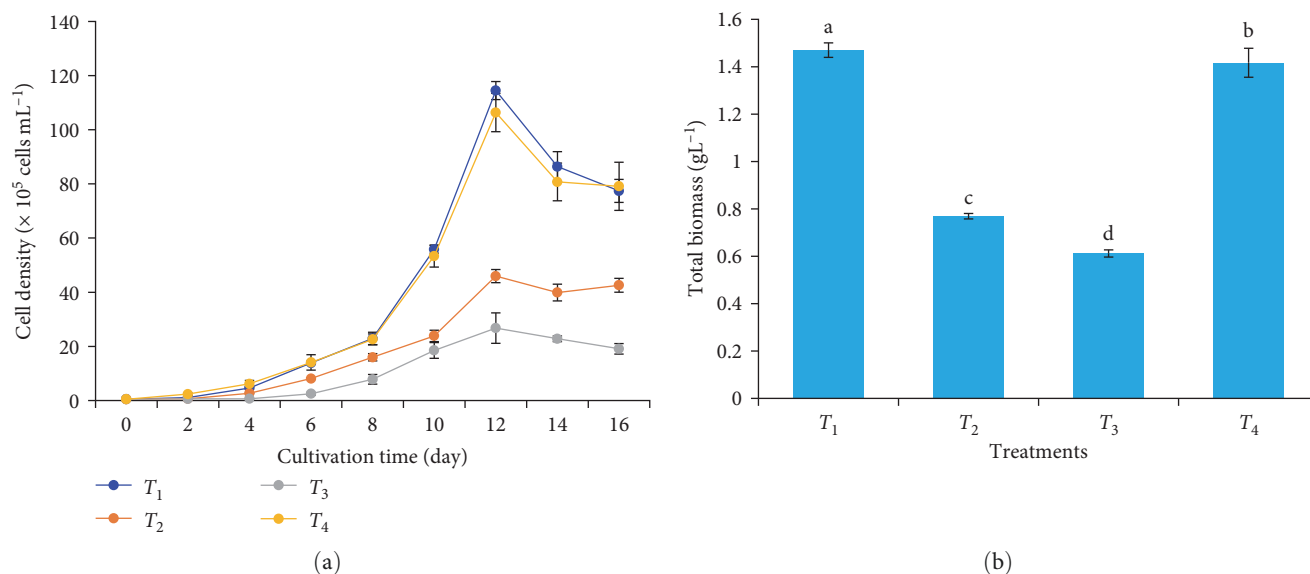 140
120
100
80
60
40
20
0
Cell density (× 10⁵ cells mL⁻¹)
0 2 4 6 8 10 12 14 16
Cultivation time (day)
T₁ T₃
T₂ T₄
(a)
1.6
1.4
1.2
1
0.8
0.6
0.4
0.2
0
Total biomass (gL⁻¹)
a
b
c
d
T₁ T₂ T₃ T₄
Treatments
(b)